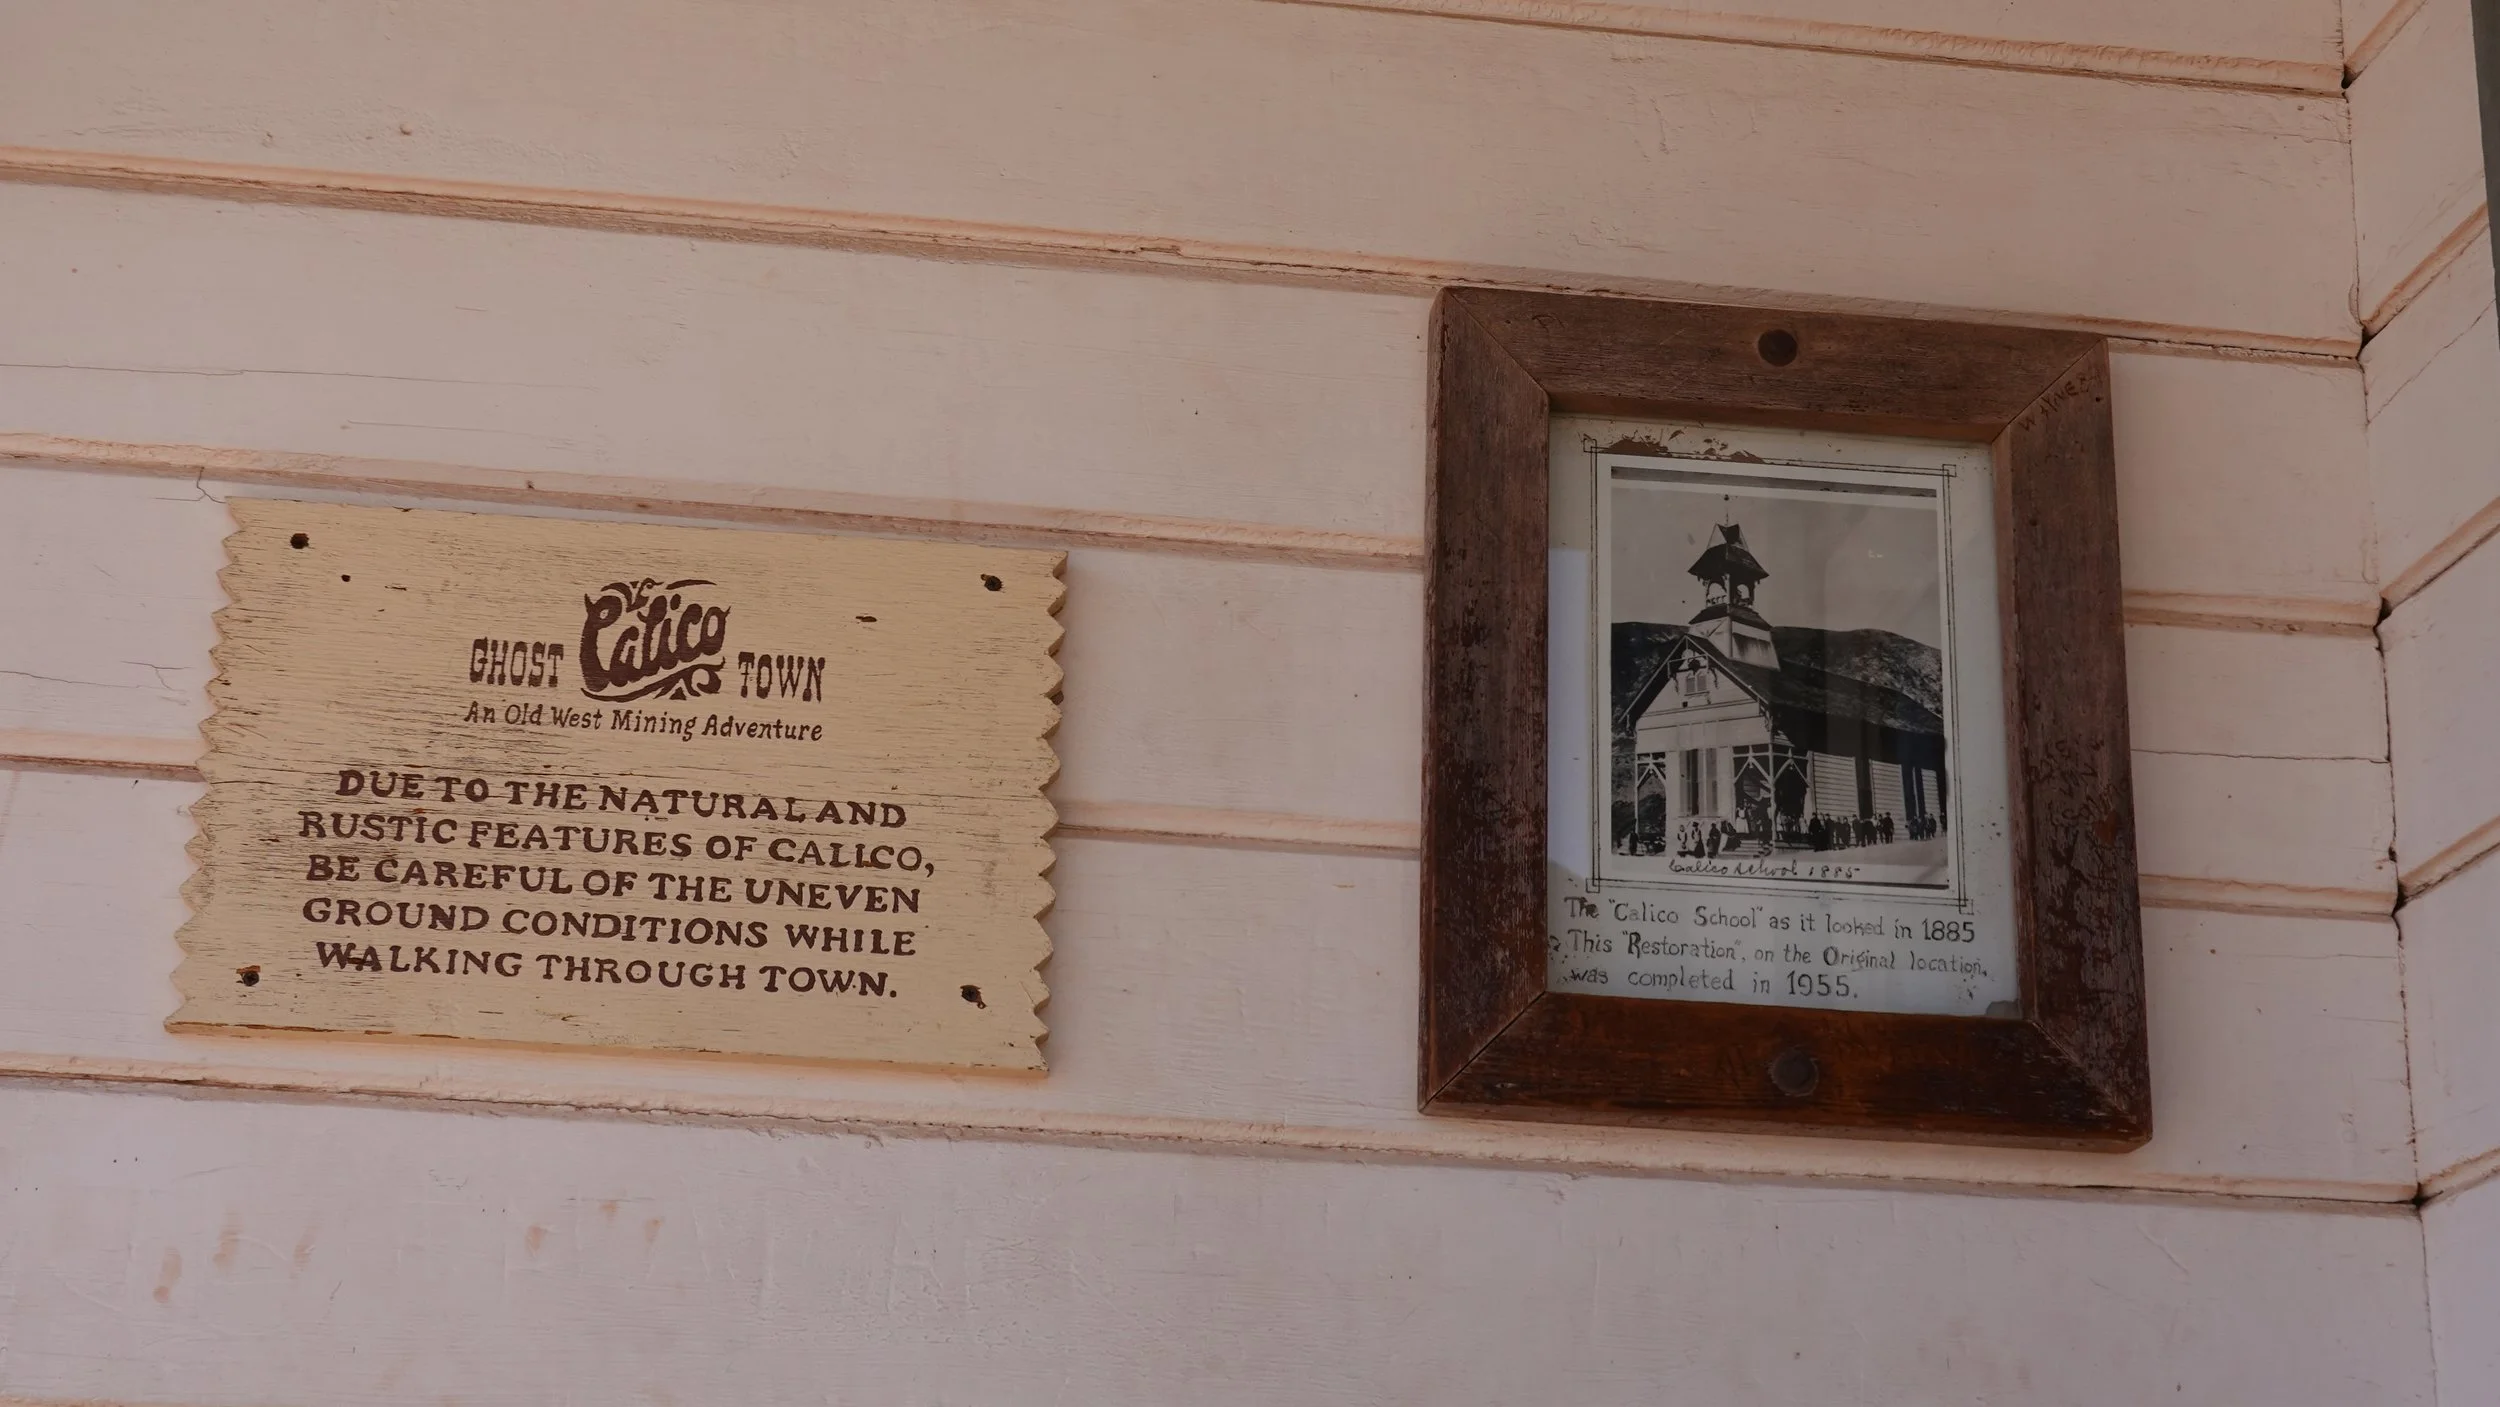 GHOST Calico TOWN
An Old West Mining Adventure
DUE TO THE NATURAL AND
RUSTIC FEATURES OF CALICO,
BE CAREFUL OF THE UNEVEN
GROUND CONDITIONS WHILE
WALKING THROUGH TOWN.
Calico School 1885
The "Calico School" as it looked in 1885
This "Restoration", on the Original location,
was completed in 1955.